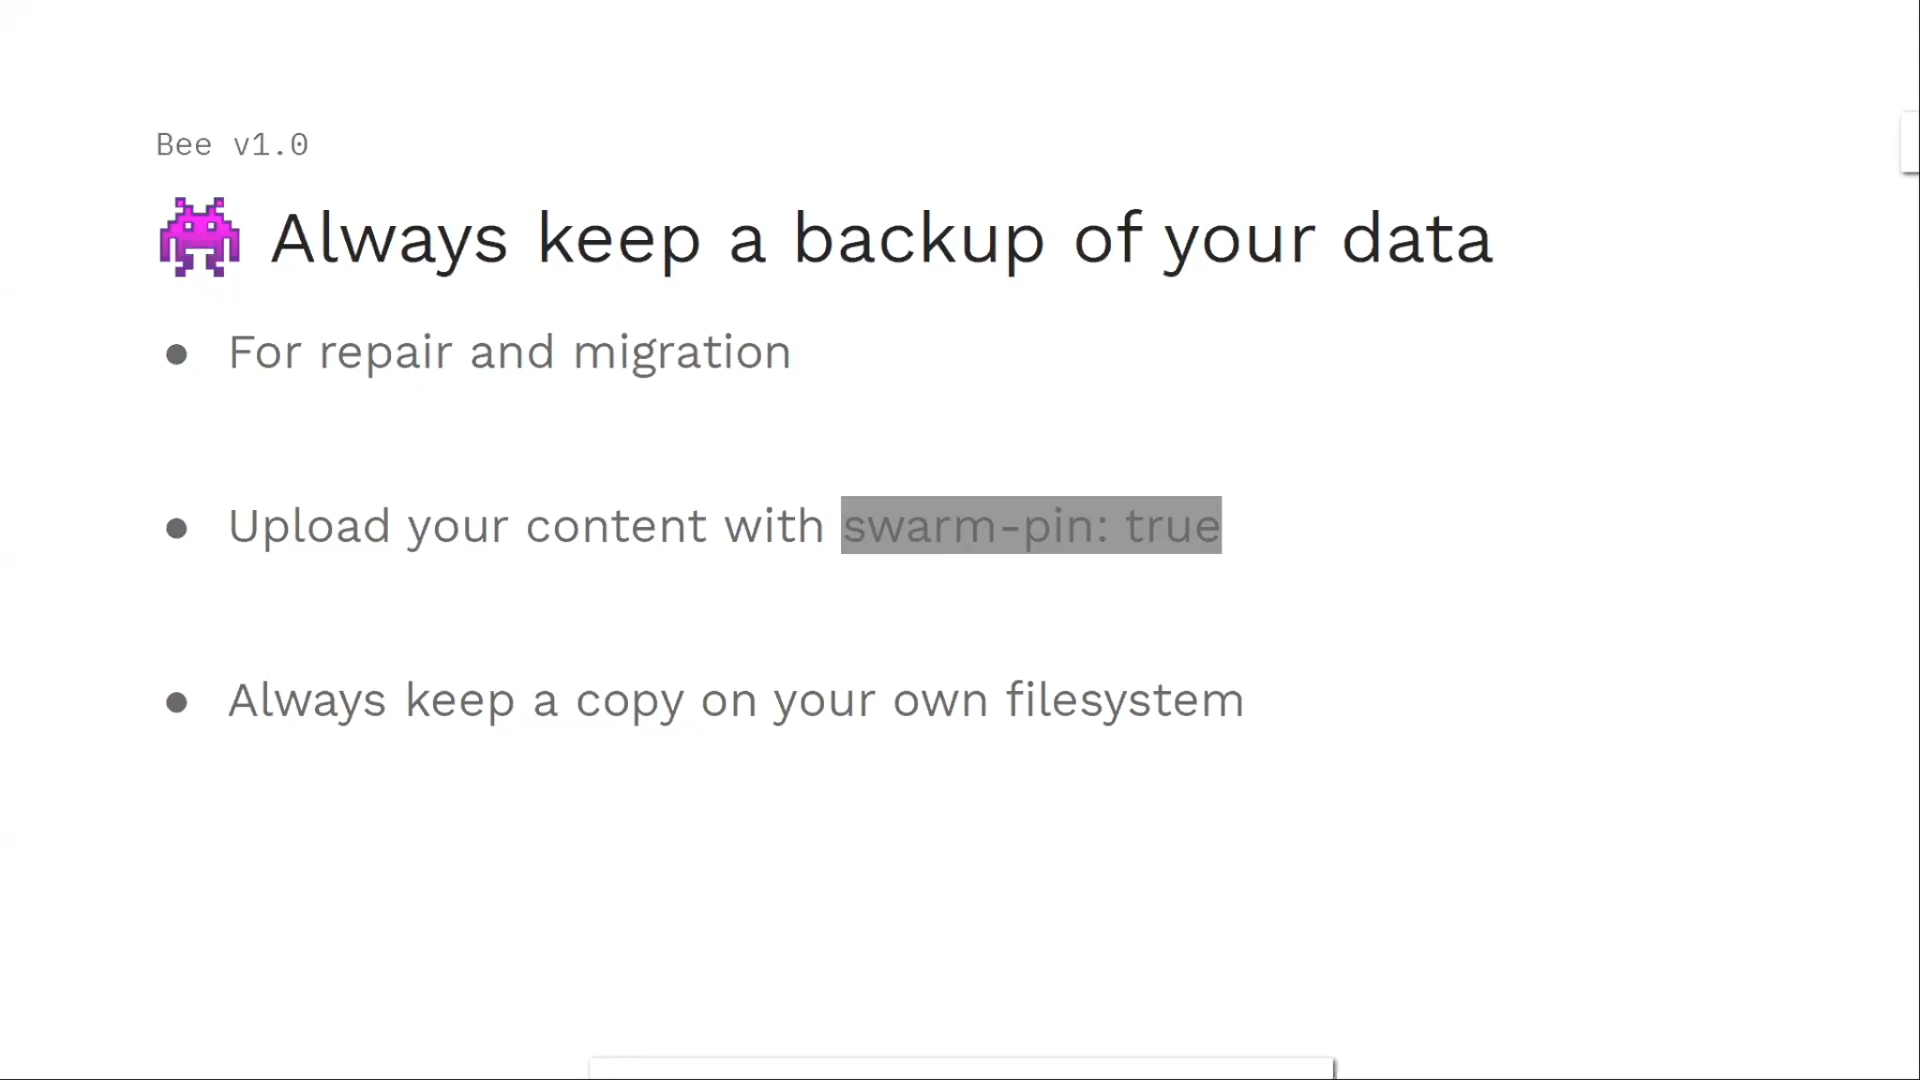 Bee v1.0
Always keep a backup of your data
For repair and migration
Upload your content with swarm-pin: true
Always keep a copy on your own filesystem